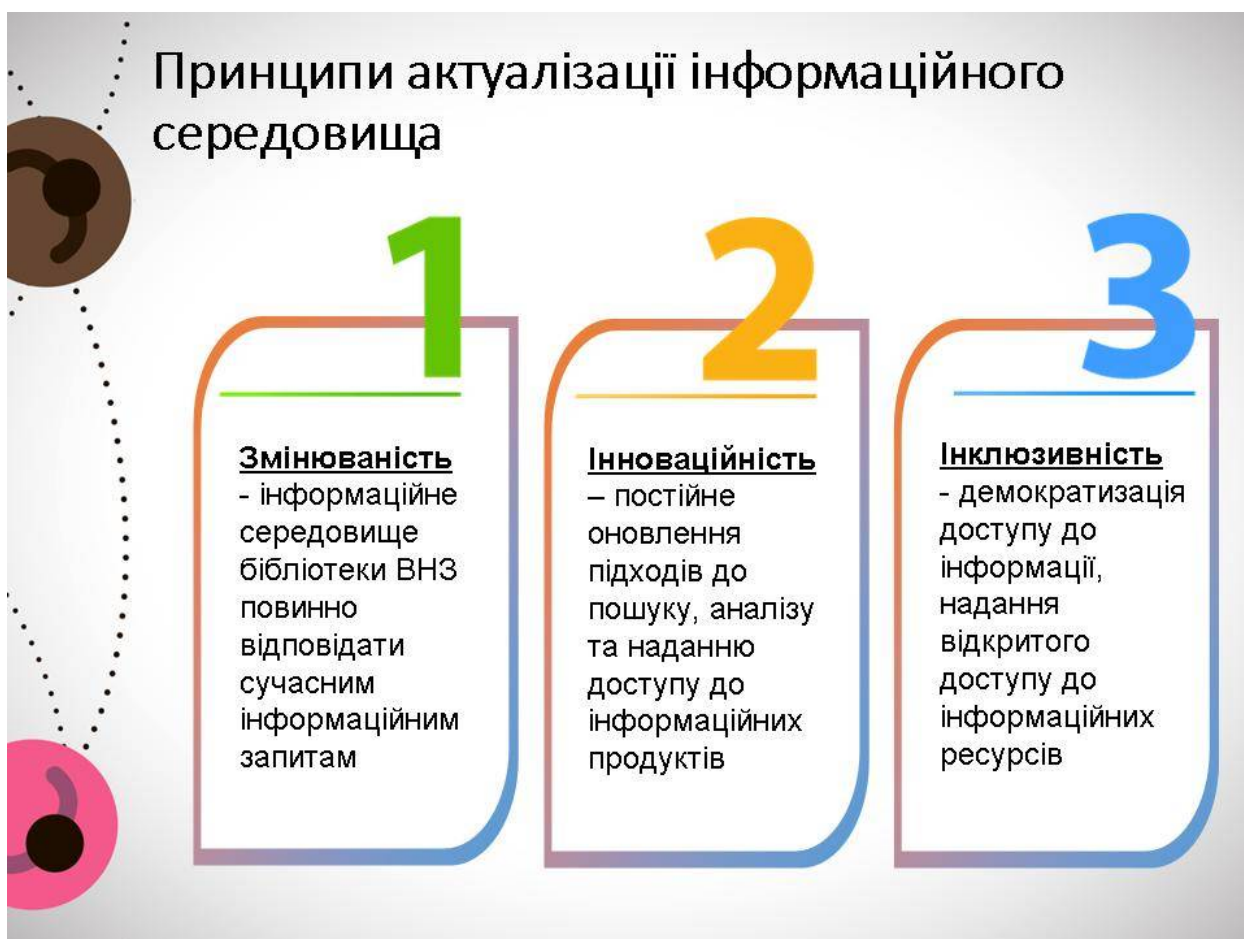 Принципи актуалізації інформаційного
середовища
1
Змінюваність
- інформаційне
середовище
бібліотеки ВНЗ
повинно
відповідати
сучасним
інформаційним
запитам
2
Інноваційність
– постійне
оновлення
підходів до
пошуку, аналізу
та наданню
доступу до
інформаційних
продуктів
3
Інклюзивність
- демократизація
доступу до
інформації,
надання
відкритого
доступу до
інформаційних
ресурсів